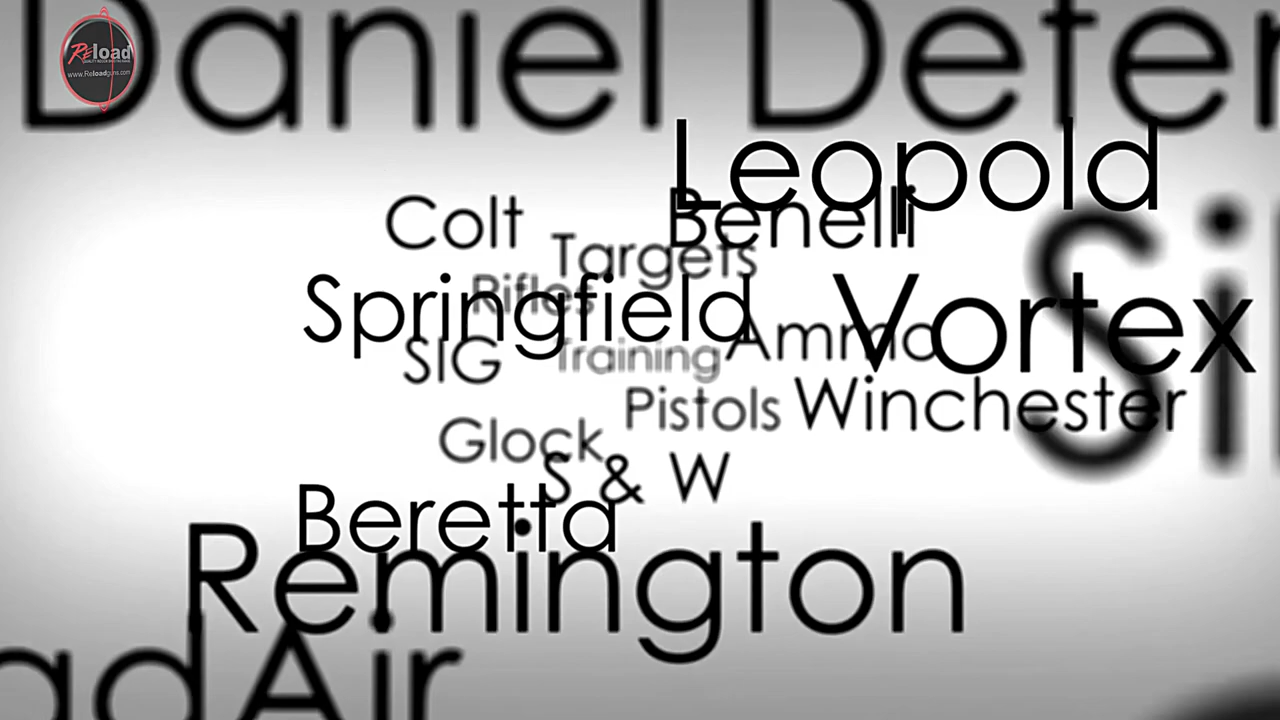 Daniel Defen
Reload
www.Reloadguns.com
Leopold
Colt
Benelli
Targets
Rifles
Springfield
Vortex
Si
Ammo
SIG
Training
Pistols
Winchester
Glock
S & W
Beretta
Remington
adAir